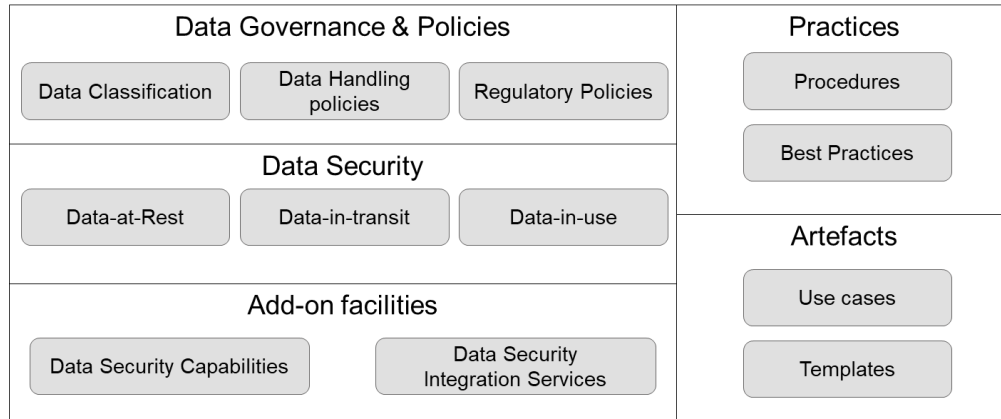 Data Governance & Policies
Data Classification
Data Handling
policies
Regulatory Policies
Data Security
Data-at-Rest
Data-in-transit
Data-in-use
Add-on facilities
Data Security Capabilities
Data Security
Integration Services
Practices
Procedures
Best Practices
Artefacts
Use cases
Templates